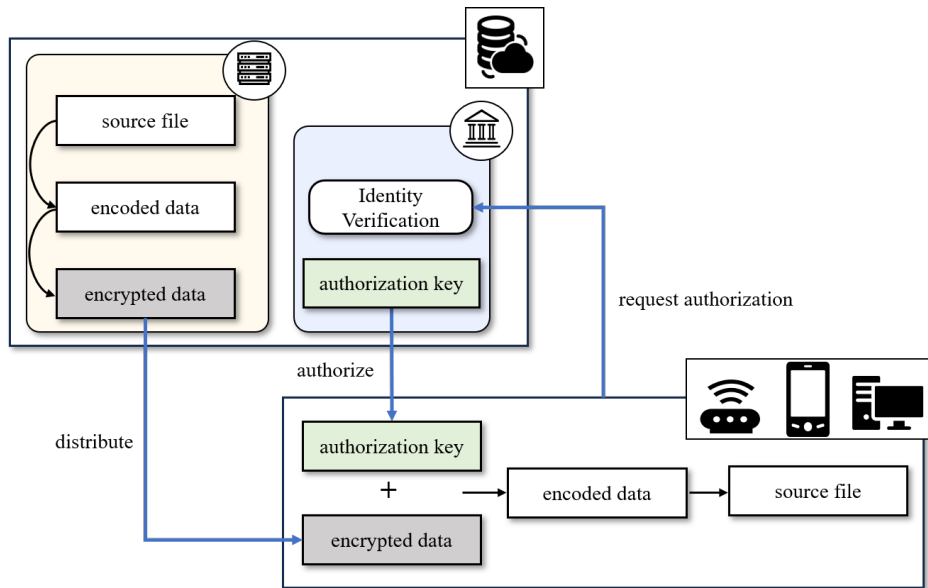 source file
encoded data
encrypted data
Identity
Verification
authorization key
request authorization
authorize
distribute
authorization key
+
encrypted data
encoded data
source file